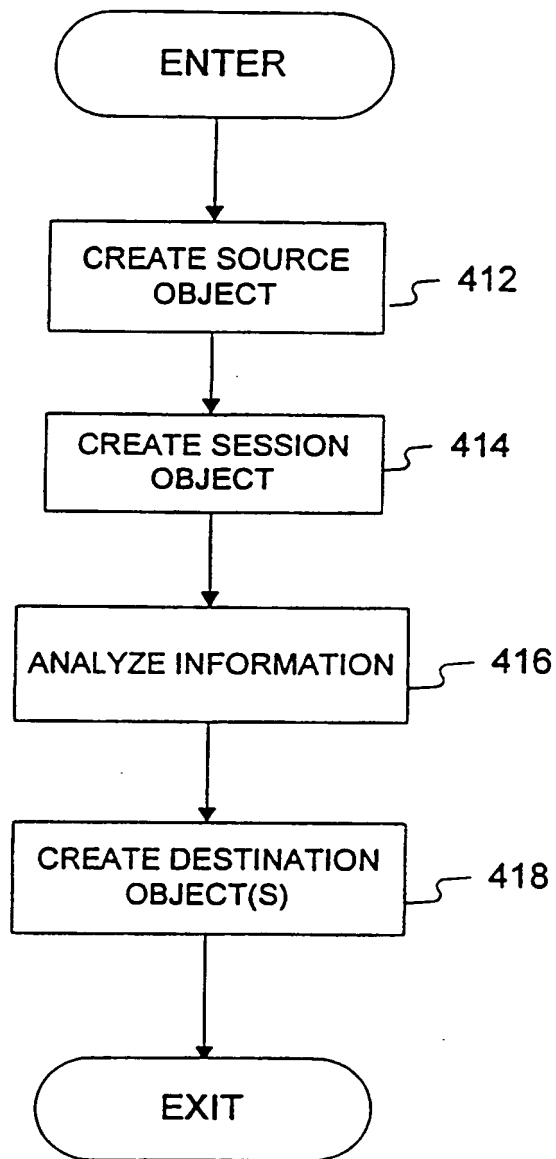 ENTER
CREATE SOURCE
OBJECT
412
CREATE SESSION
OBJECT
414
ANALYZE INFORMATION
416
CREATE DESTINATION
OBJECT(S)
418
EXIT